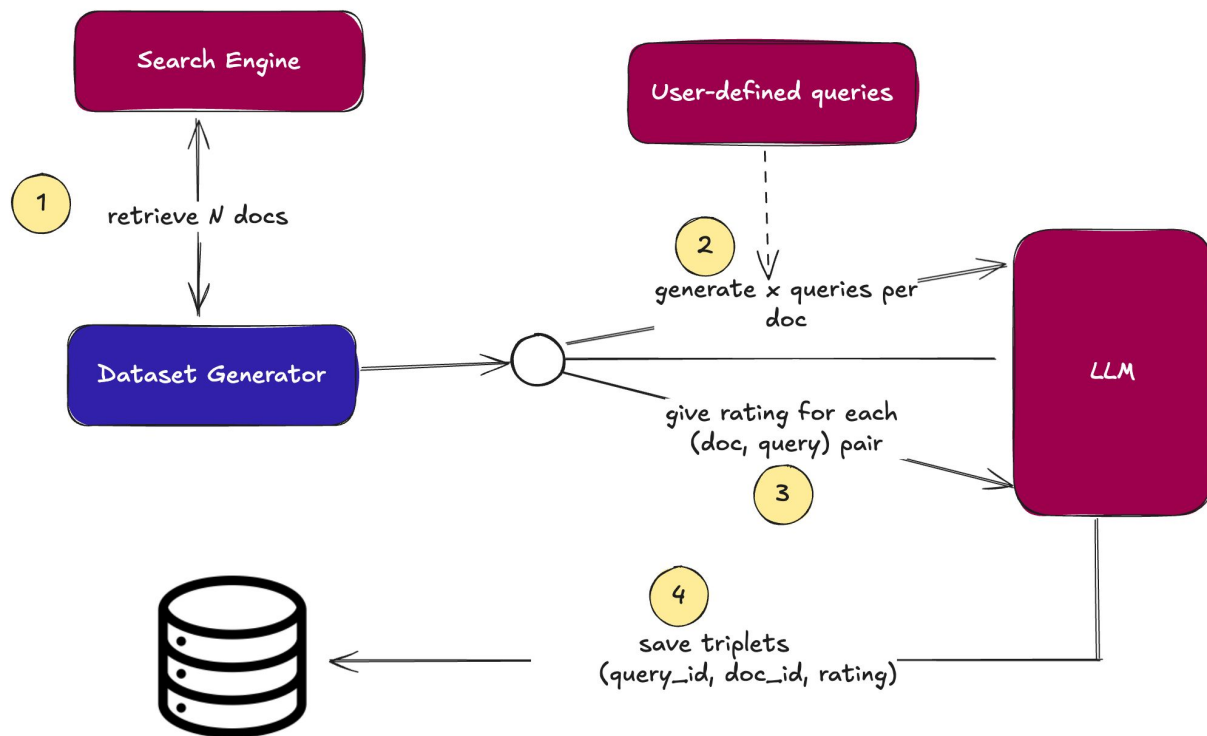 Search Engine
User-defined queries
1
retrieve N docs
2
generate x queries per
doc
Dataset Generator
LLM
give rating for each
(doc, query) pair
3
4
save triplets
(query_id, doc_id, rating)